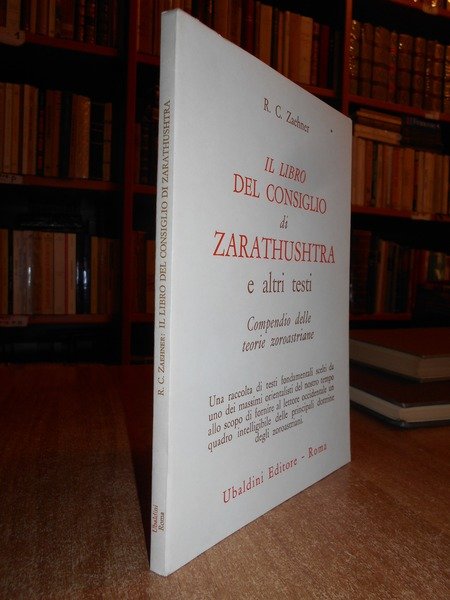 R. C. Zaehner
IL LIBRO
DEL CONSIGLIO
di
ZARATHUSHTRA
e altri testi
Compendio delle
teorie zoroastriane
Una raccolta di testi fondamentali scelti da
uno dei massimi orientalisti del nostro tempo
allo scopo di fornire al lettore occidentale un
quadro intelligibile delle principali dottrine
degli zoroastriani.
Ubaldini Editore - Roma
R. C. ZAEHNER: IL LIBRO DEL CONSIGLIO DI ZARATHUSHTRA
Ubaldini
Roma